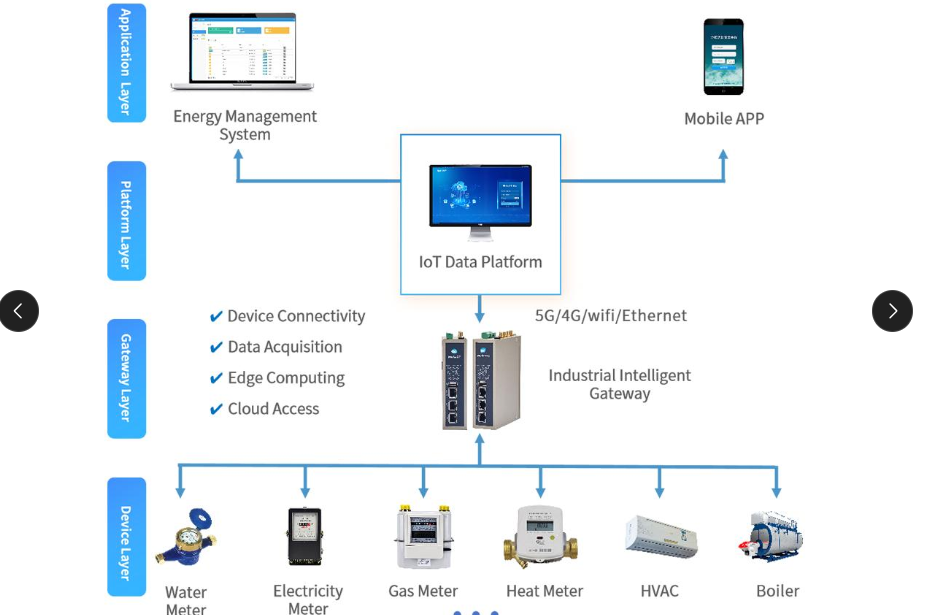 Application Layer
Energy Management
System
Mobile APP
Platform Layer
IoT Data Platform
Gateway Layer
✔ Device Connectivity
✔ Data Acquisition
✔ Edge Computing
✔ Cloud Access
5G/4G/wifi/Ethernet
Industrial Intelligent
Gateway
Device Layer
Water
Meter
Electricity
Meter
Gas Meter
Heat Meter
HVAC
Boiler